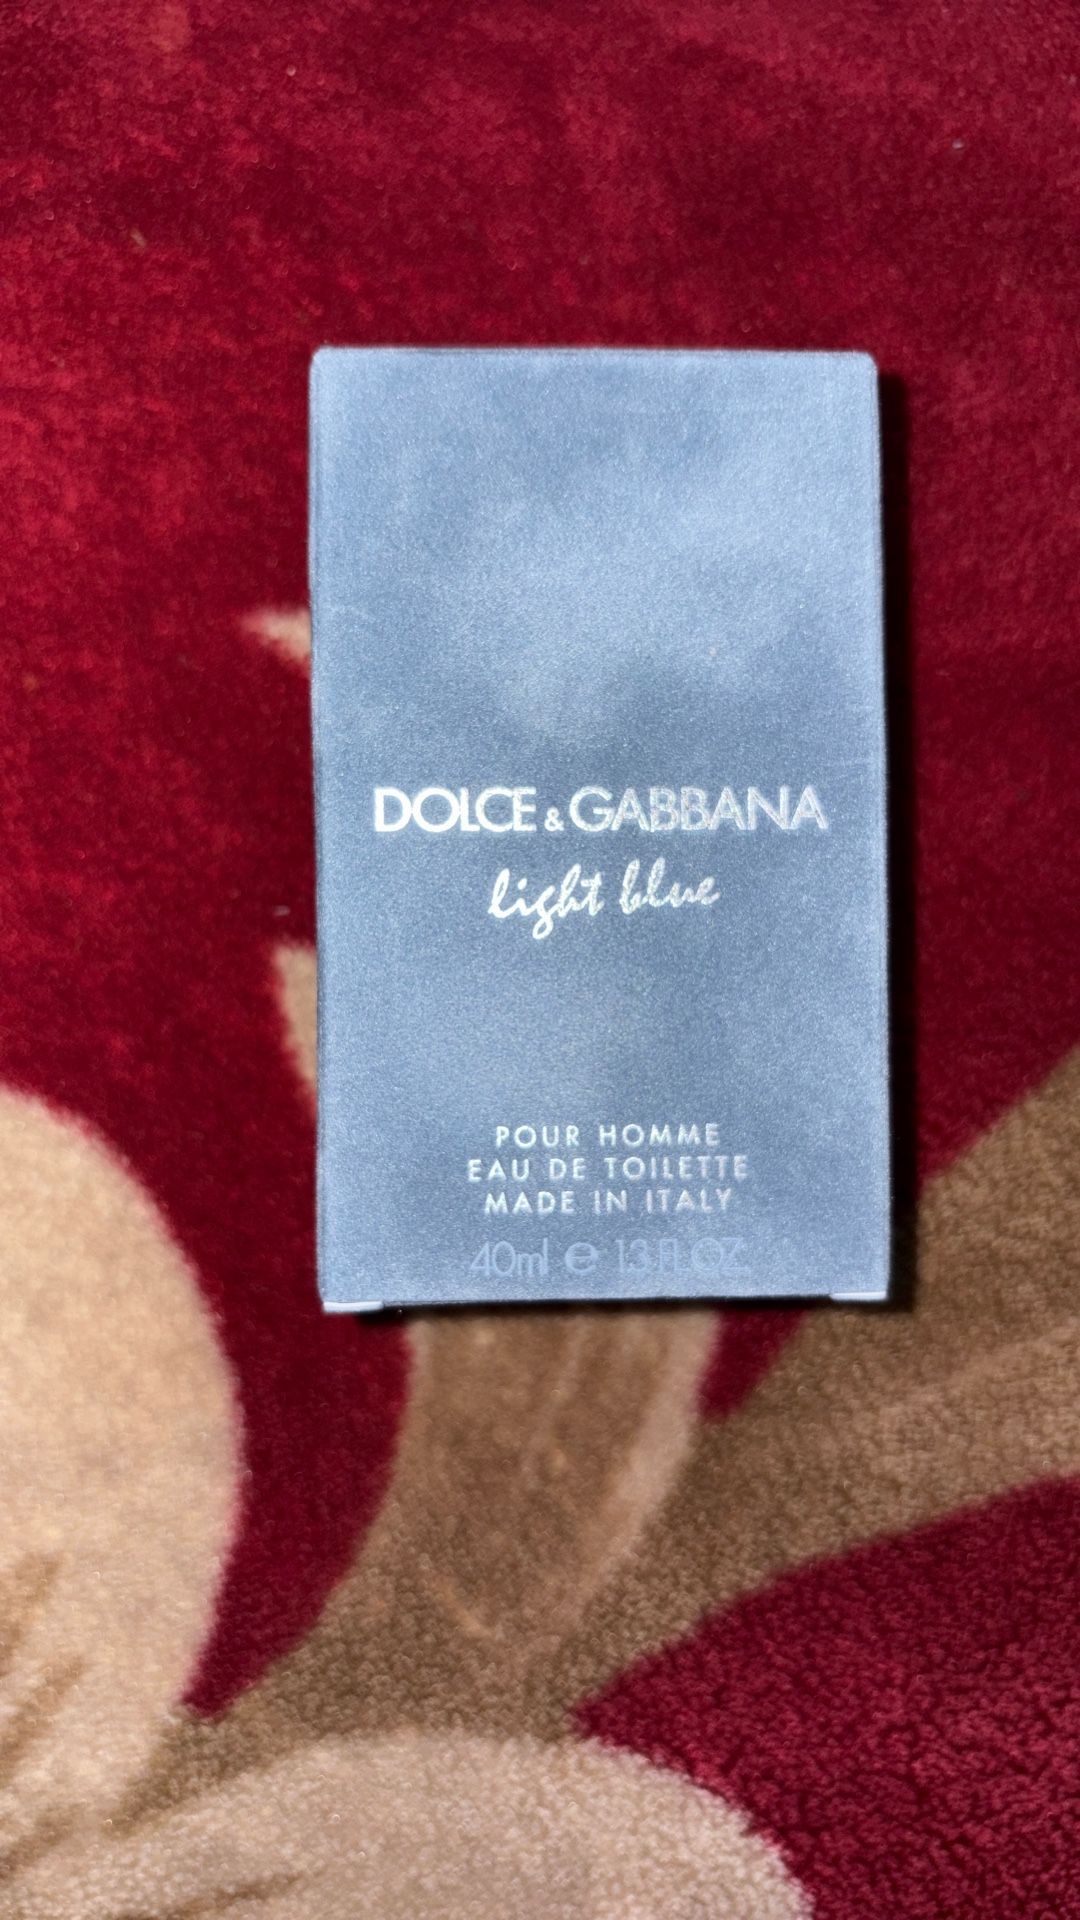 DOLCE & GABBANA
light blue
POUR HOMME
EAU DE TOILETTE
MADE IN ITALY
40ml e 1.3 FL.OZ.